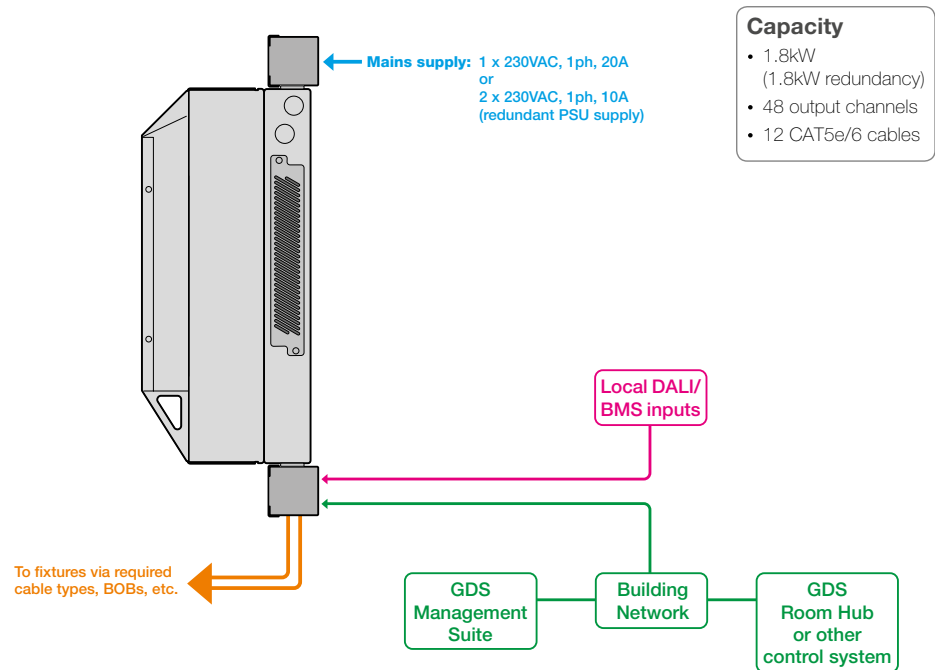 Mains supply: 1 x 230VAC, 1ph, 20A
or
2 x 230VAC, 1ph, 10A
(redundant PSU supply)
Capacity
• 1.8kW
(1.8kW redundancy)
• 48 output channels
• 12 CAT5e/6 cables
Local DALI/
BMS inputs
To fixtures via required
cable types, BOBs, etc.
GDS
Management
Suite
Building
Network
GDS
Room Hub
or other
control system